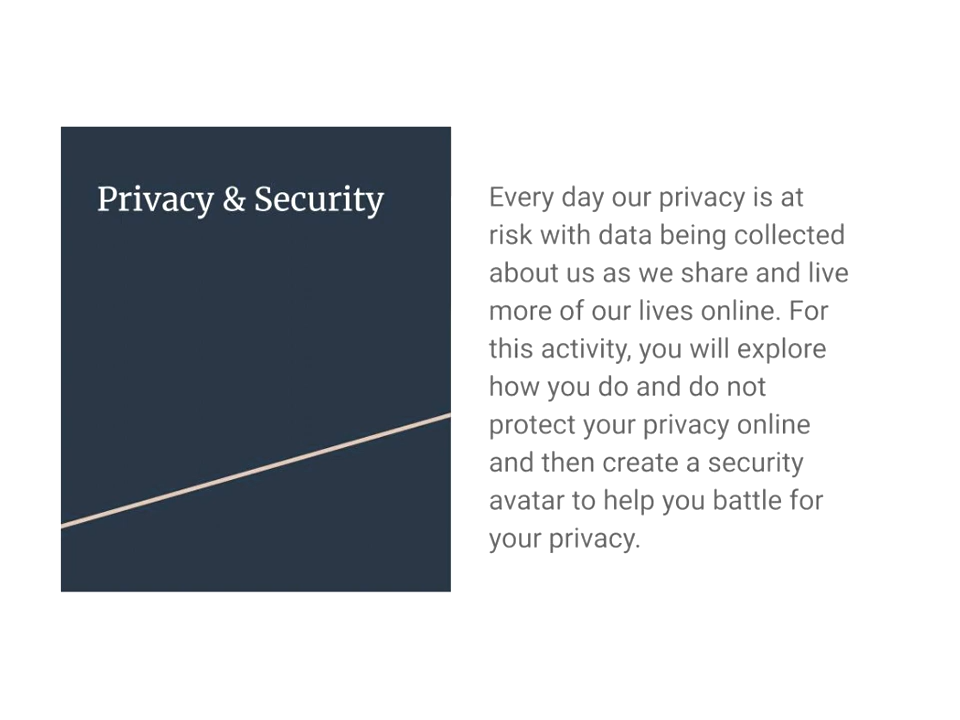 Privacy & Security
Every day our privacy is at
risk with data being collected
about us as we share and live
more of our lives online. For
this activity, you will explore
how you do and do not
protect your privacy online
and then create a security
avatar to help you battle for
your privacy.